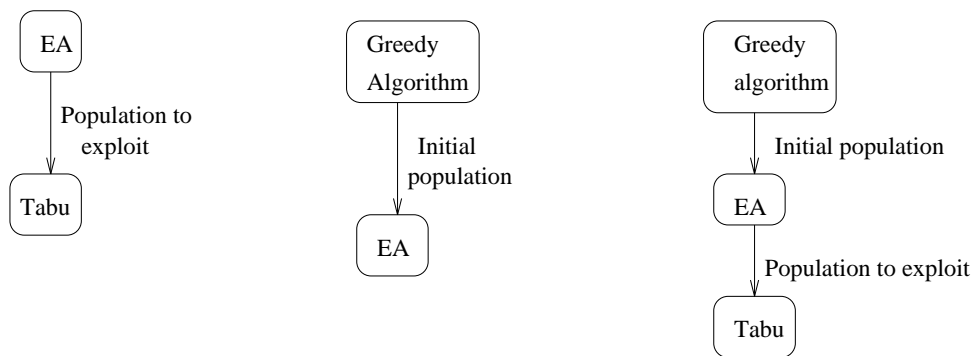 EA
Population to
exploit
Tabu
Greedy
Algorithm
Initial
population
EA
Greedy
algorithm
Initial population
EA
Population to exploit
Tabu